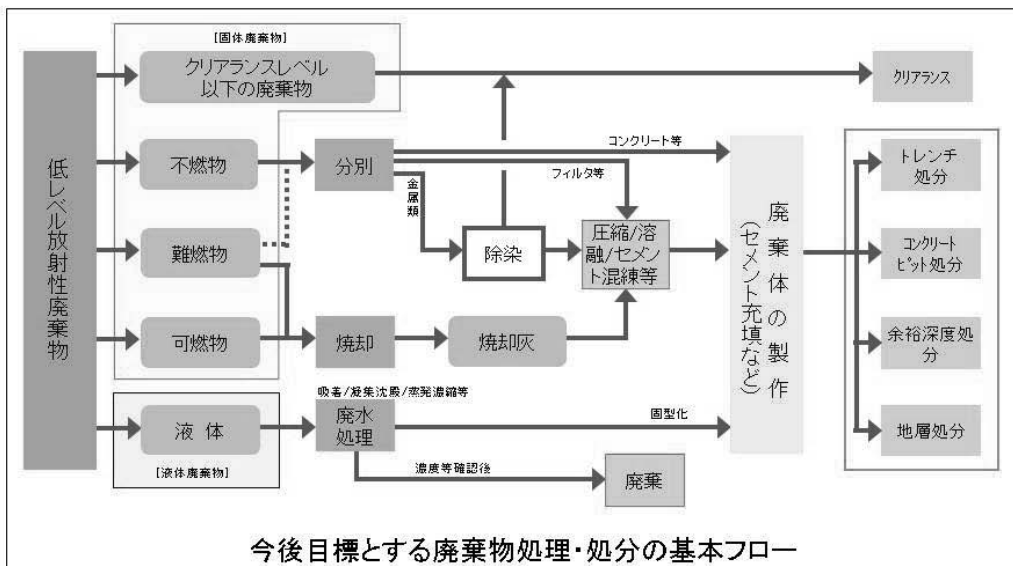 [固体廃棄物]
クリアランスレベル
以下の廃棄物
クリアランス
低レベル放射性廃棄物
不燃物
分別
コンクリート等
フィルタ等
金属類
難燃物
除染
圧縮/溶
融/セメン
ト混練等
可燃物
焼却
焼却灰
廃棄体の製作
(セメント充填など)
トレンチ
処分
コンクリート
ピット処分
余裕深度処
分
地層処分
吸着/凝集沈殿/蒸発濃縮等
液体
廃水
処理
固型化
[液体廃棄物]
濃度等確認後
廃棄
今後目標とする廃棄物処理・処分の基本フロー